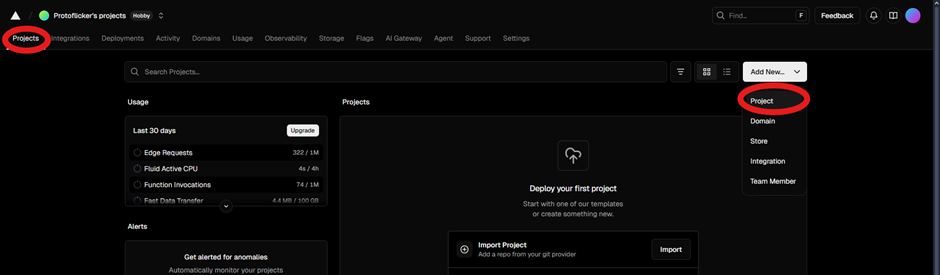 Protoflicker's projects Hobby
Find... F Feedback
Projects Integrations Deployments Activity Domains Usage Observability Storage Flags AI Gateway Agent Support Settings
Search Projects...
Add New...
Project
Domain
Store
Integration
Team Member
Usage
Last 30 days Upgrade
Edge Requests 322 / 1M
Fluid Active CPU 4s / 4h
Function Invocations 74 / 1M
Fast Data Transfer 4.4 MB / 100 GB
Alerts
Get alerted for anomalies
Automatically monitor your projects
Projects
Deploy your first project
Start with one of our templates
or create something new.
Import Project
Add a repo from your git provider
Import